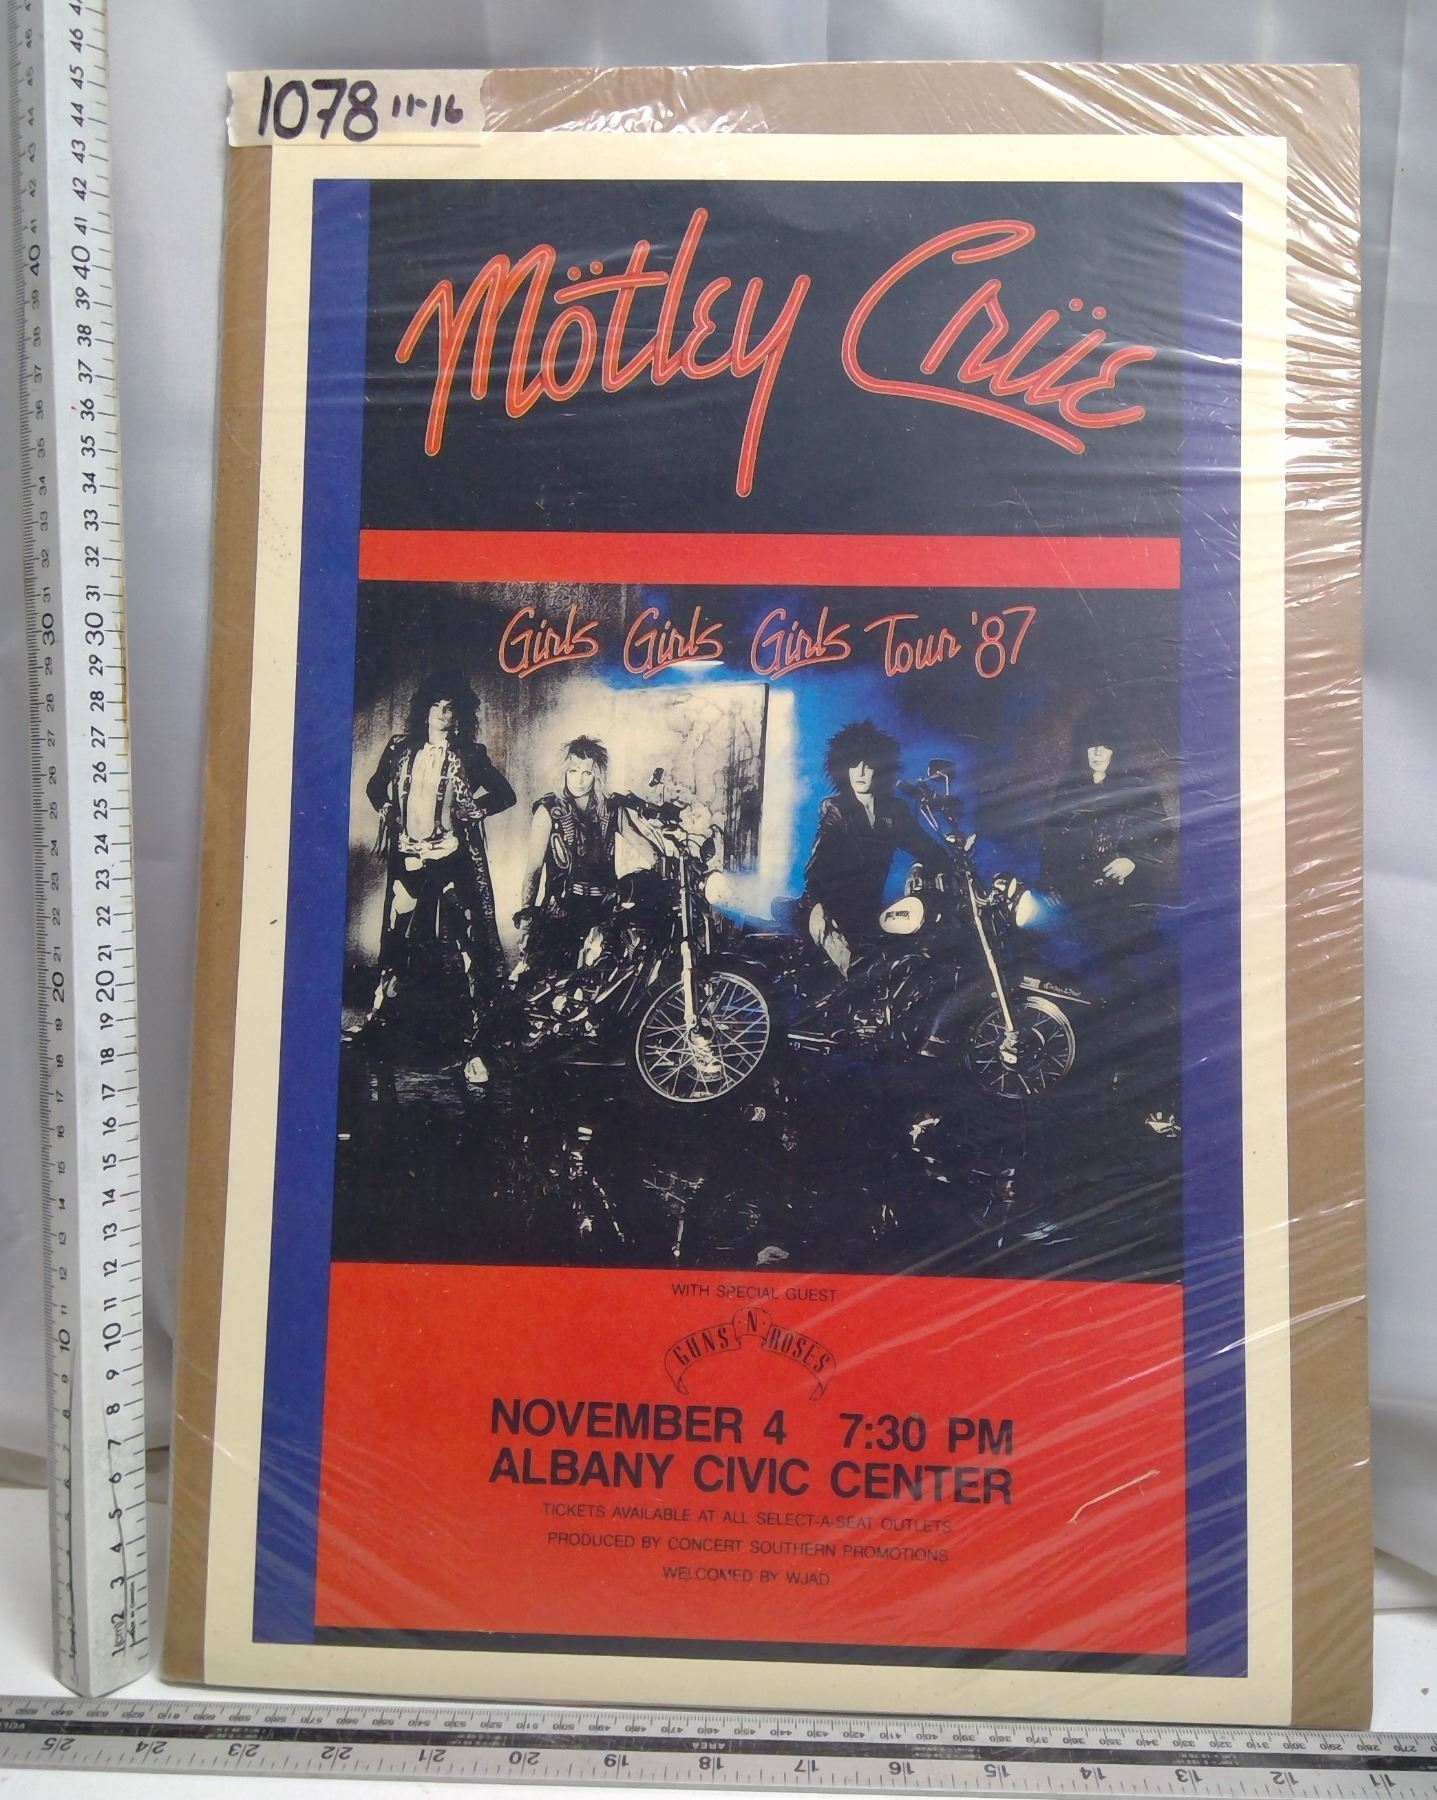 1078 11-16
Mötley Crüe
Girls Girls Girls Tour '87
WITH SPECIAL GUEST
GUNS N ROSES
NOVEMBER 4 7:30 PM
ALBANY CIVIC CENTER
TICKETS AVAILABLE AT ALL SELECT-A-SEAT OUTLETS
PRODUCED BY CONCERT SOUTHERN PROMOTIONS
WELCOMED BY WJAD